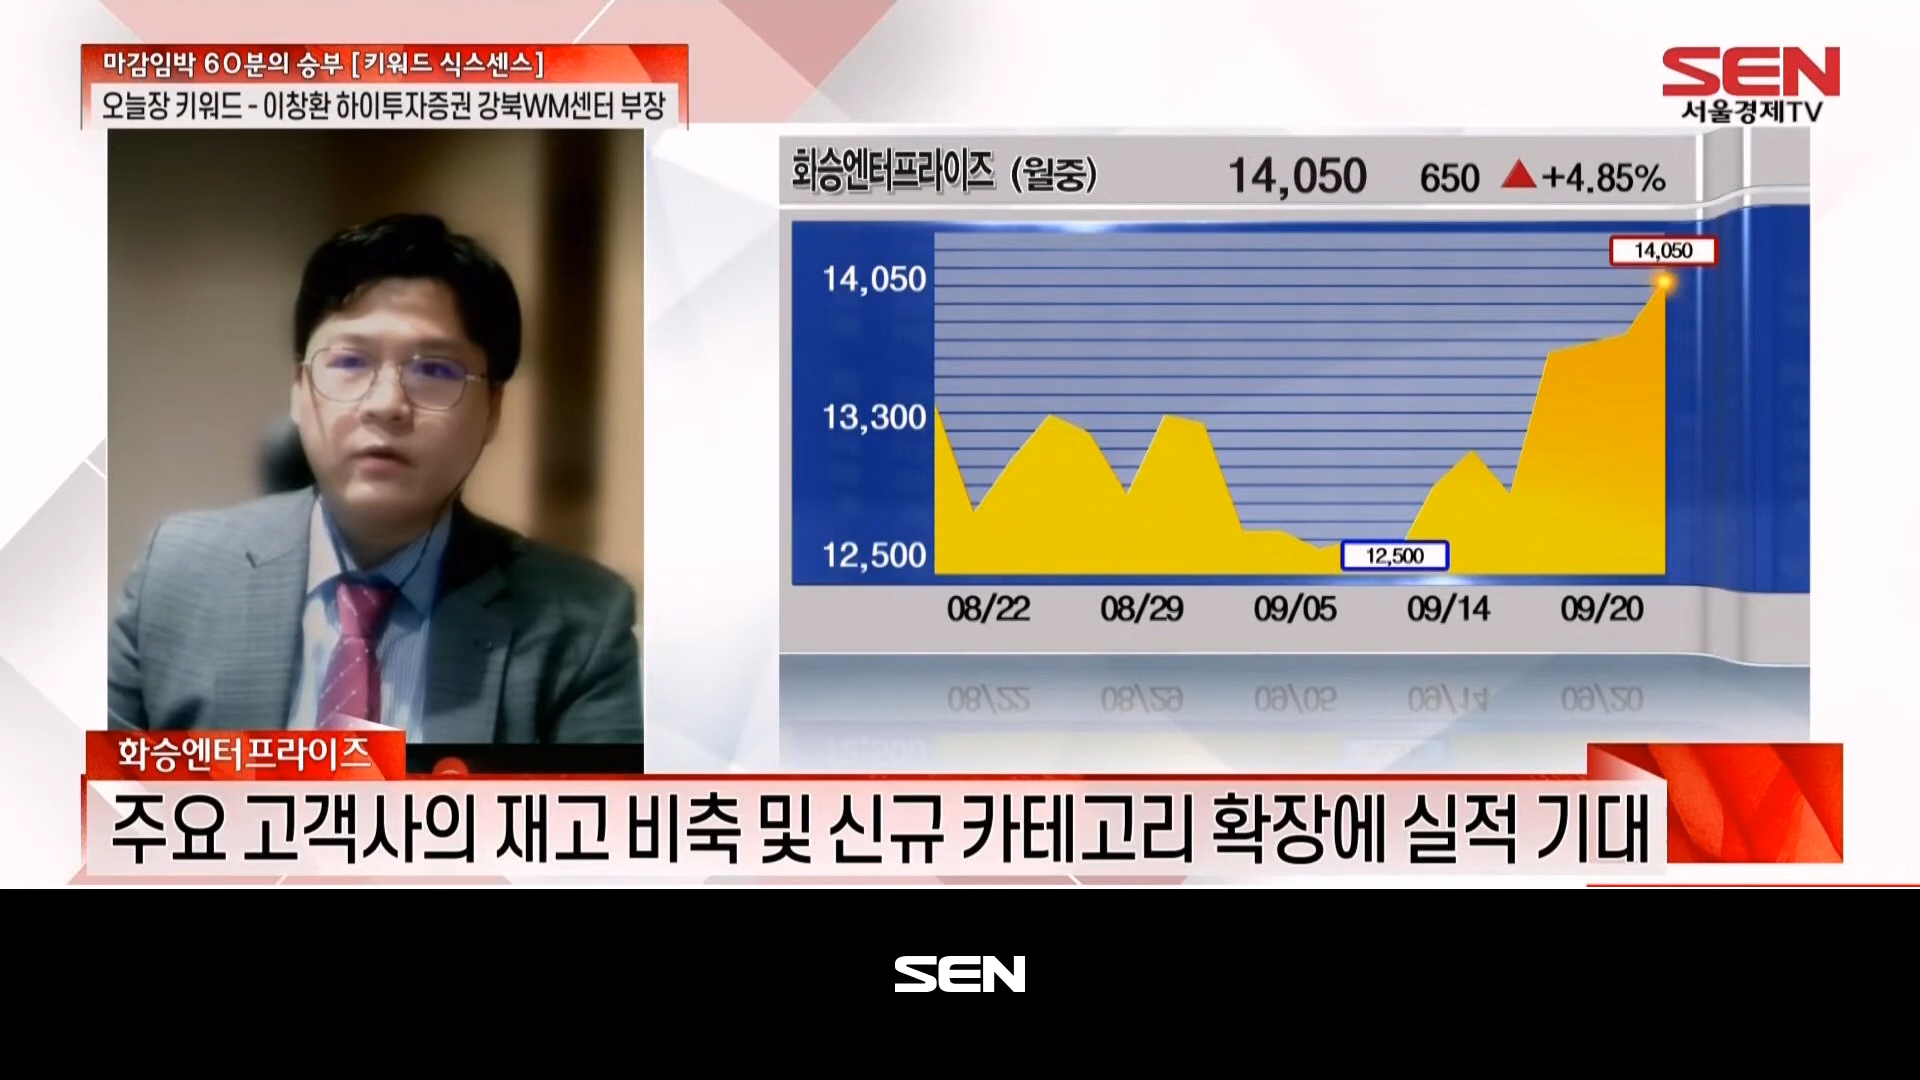 마감임박 60분의 승부 [키워드 식스센스]
오늘장 키워드 - 이창환 하이투자증권 강북WM센터 부장
SEN
서울경제TV
화승엔터프라이즈 (월중) 14,050 650 ▲+4.85%
14,050
14,050
13,300
12,500
12,500
08/22 08/29 09/05 09/14 09/20
화승엔터프라이즈
주요 고객사의 재고 비축 및 신규 카테고리 확장에 실적 기대
SEN